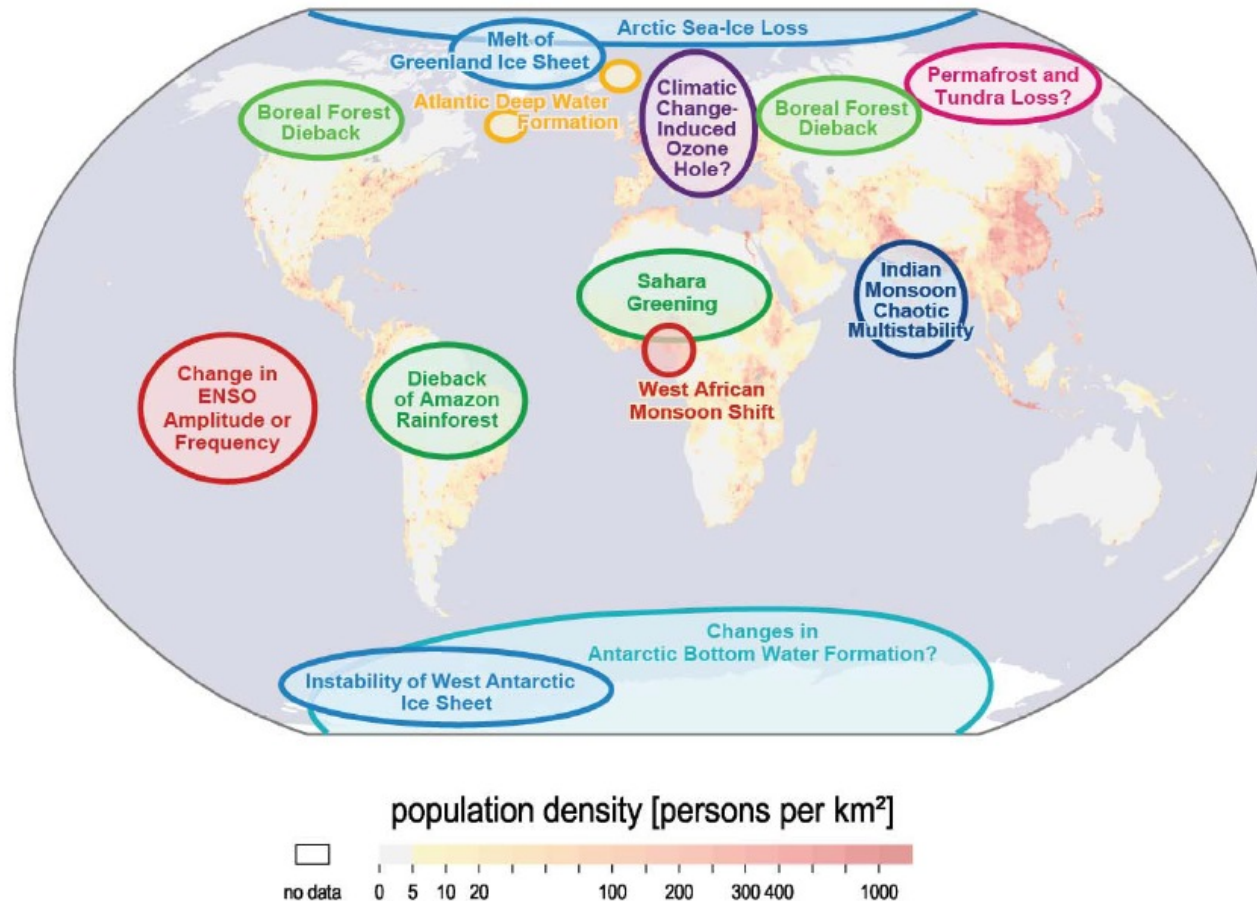 Arctic Sea-Ice Loss
Melt of
Greenland Ice Sheet
Atlantic Deep Water
Formation
Boreal Forest
Dieback
Climatic
Change-
Induced
Ozone
Hole?
Boreal Forest
Dieback
Permafrost and
Tundra Loss?
Sahara
Greening
Indian
Monsoon
Chaotic
Multistability
West African
Monsoon Shift
Change in
ENSO
Amplitude or
Frequency
Dieback
of Amazon
Rainforest
Changes in
Antarctic Bottom Water Formation?
Instability of West Antarctic
Ice Sheet
population density [persons per km²]
no data 0 5 10 20 100 200 300 400 1000